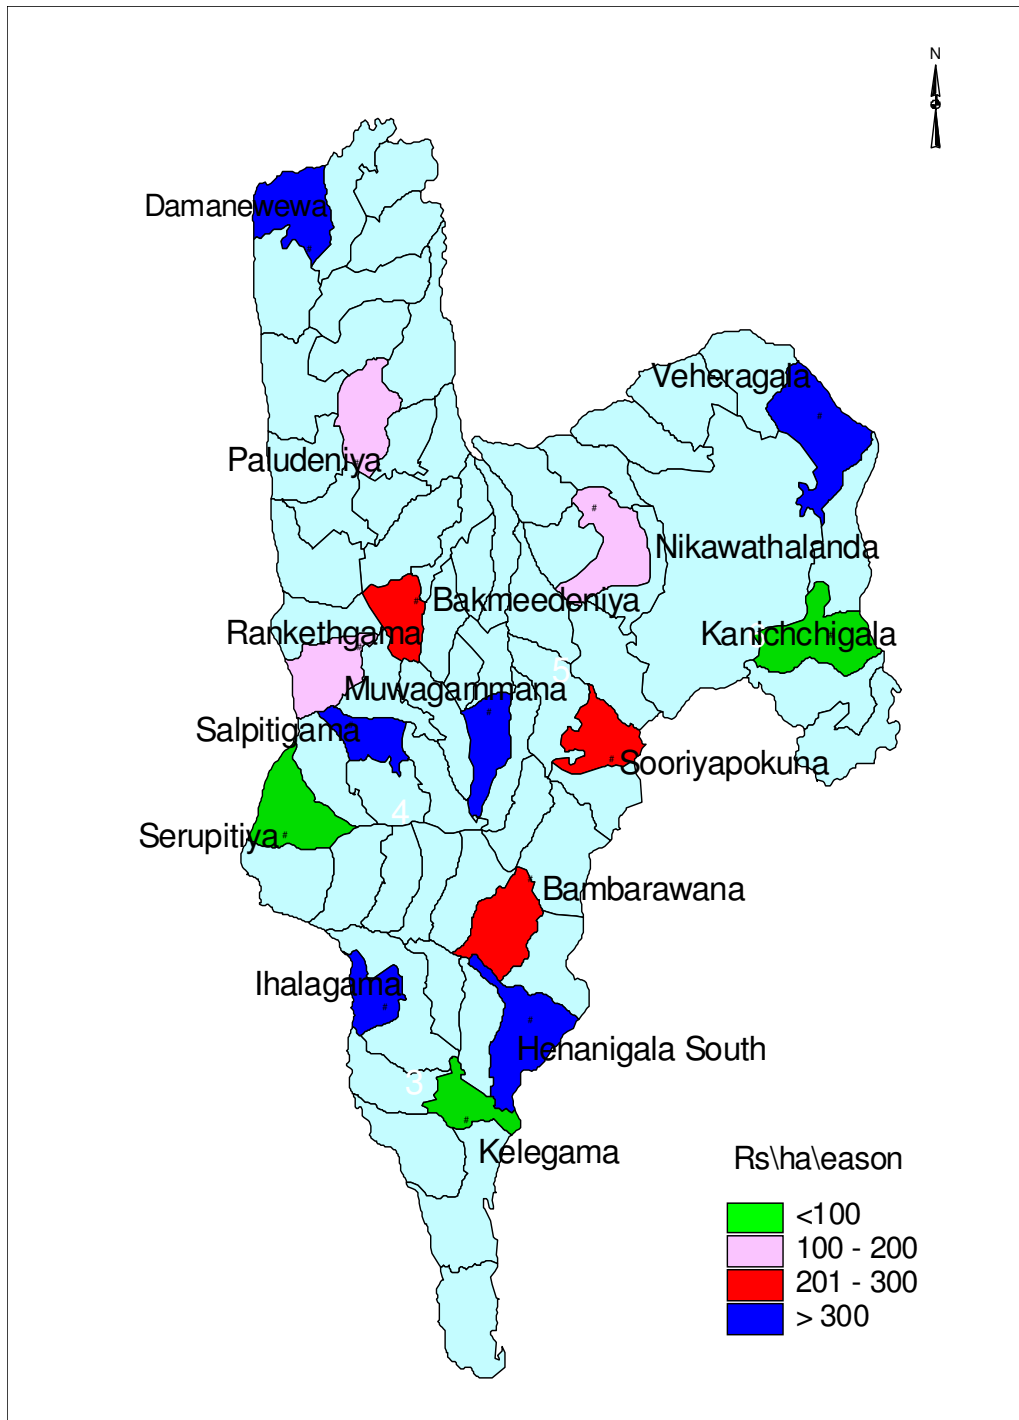 N
Damanewewa
Veheragala
Paludeniya
Nikawathalanda
Bakmeedeniya
Rankethgama
Kanichchigala
5
Muwagammana
Salpitigama
Sooriyapokuna
4
Serupitiya
Bambarawana
Ihalagama
Henanigala South
3
Kelegama
Rs\ha\eason
<100
100 - 200
201 - 300
> 300